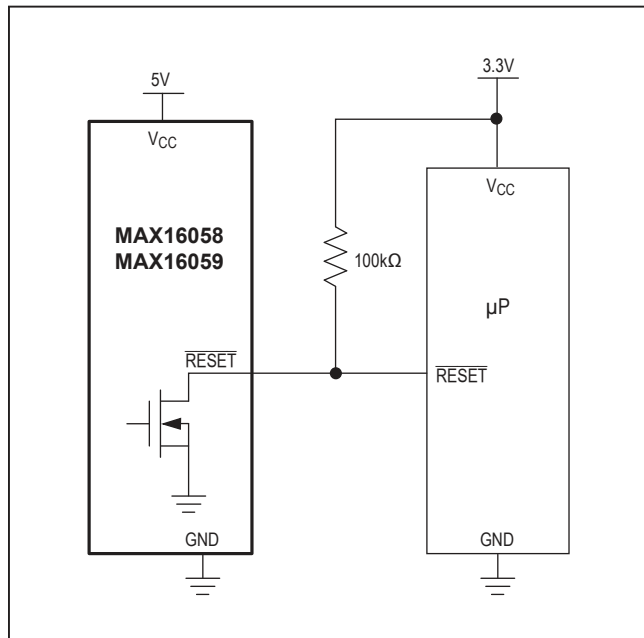 5V
VCC
MAX16058
MAX16059
RESET
GND
100kΩ
3.3V
VCC
µP
RESET
GND